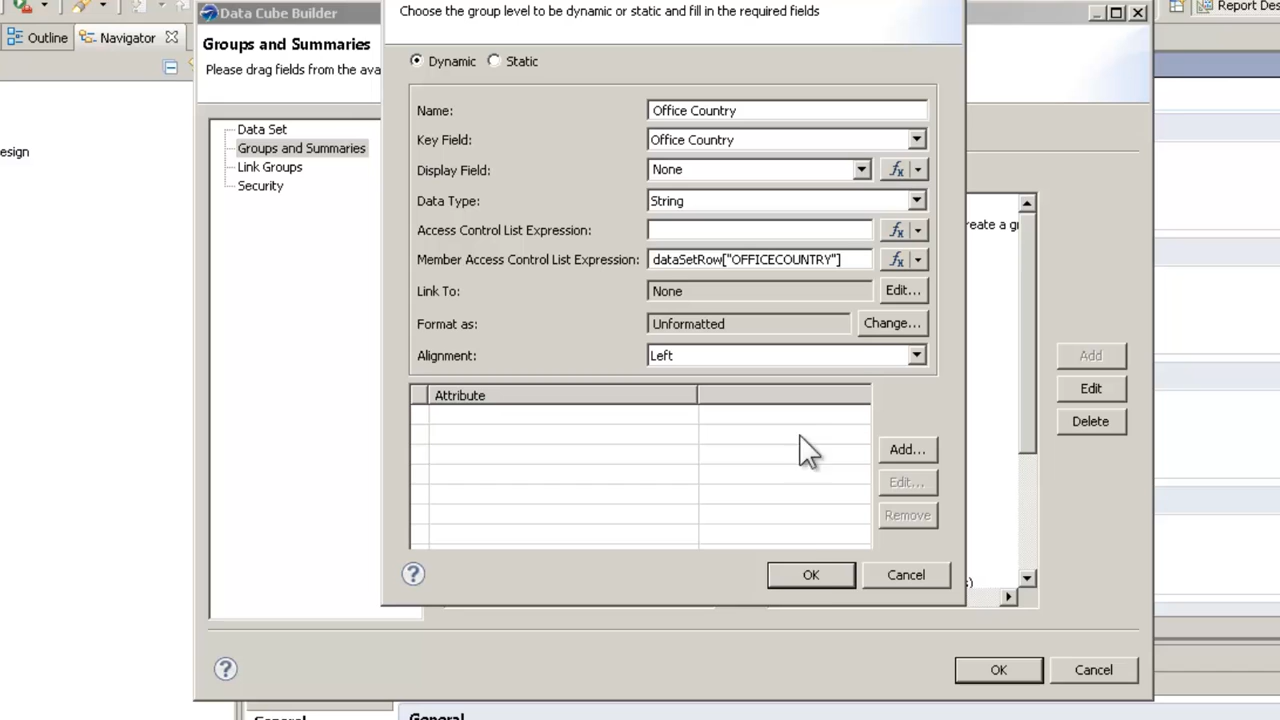 Report Des
Outline
Navigator
esign
Data Cube Builder
Groups and Summaries
Please drag fields from the ava
Data Set
Groups and Summaries
Link Groups
Security
Choose the group level to be dynamic or static and fill in the required fields
Dynamic
Static
Name:
Office Country
Key Field:
Office Country
Display Field:
None
fx
Data Type:
String
Access Control List Expression:
fx
Member Access Control List Expression:
dataSetRow["OFFICECOUNTRY"]
fx
Link To:
None
Edit...
Format as:
Unformatted
Change...
Alignment:
Left
Attribute
Add...
Edit...
Remove
?
OK
Cancel
reate a gr
s)
Add
Edit
Delete
?
OK
Cancel
General
General